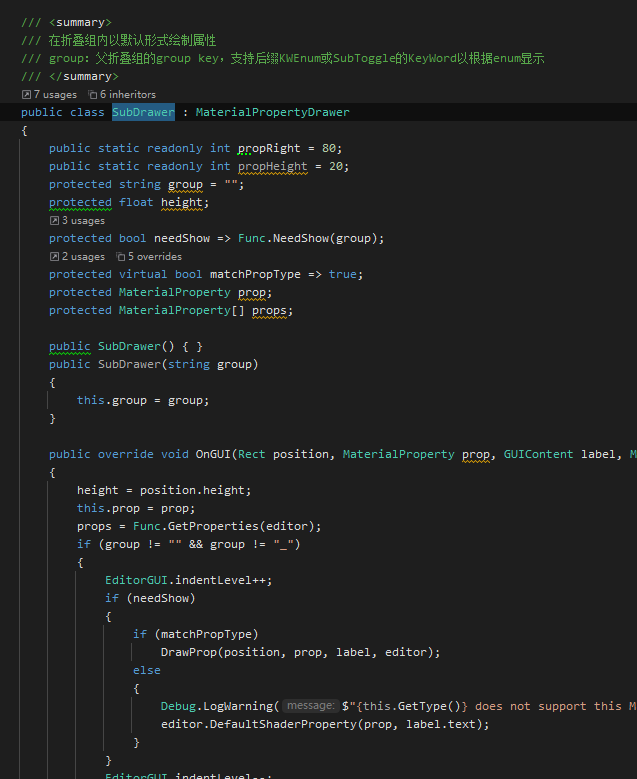 /// <summary>
/// 在折叠组内以默认形式绘制属性
/// group: 父折叠组的group key, 支持后缀KWEnum或SubToggle的KeyWord以根据enum显示
/// </summary>
7 usages 6 inheritors
public class SubDrawer : MaterialPropertyDrawer
{
public static readonly int propRight = 80;
public static readonly int propHeight = 20;
protected string group = "";
protected float height;
3 usages
protected bool needShow => Func.NeedShow(group);
2 usages 5 overrides
protected virtual bool matchPropType => true;
protected MaterialProperty prop;
protected MaterialProperty[] props;
public SubDrawer() { }
public SubDrawer(string group)
{
this.group = group;
}
public override void OnGUI(Rect position, MaterialProperty prop, GUIContent label, M
{
height = position.height;
this.prop = prop;
props = Func.GetProperties(editor);
if (group != "" && group != "_")
{
EditorGUI.indentLevel++;
if (needShow)
{
if (matchPropType)
DrawProp(position, prop, label, editor);
else
{
Debug.LogWarning( message: $"{this.GetType()} does not support this M
editor.DefaultShaderProperty(prop, label.text);
}
}
EditorGUI.indentLevel--;